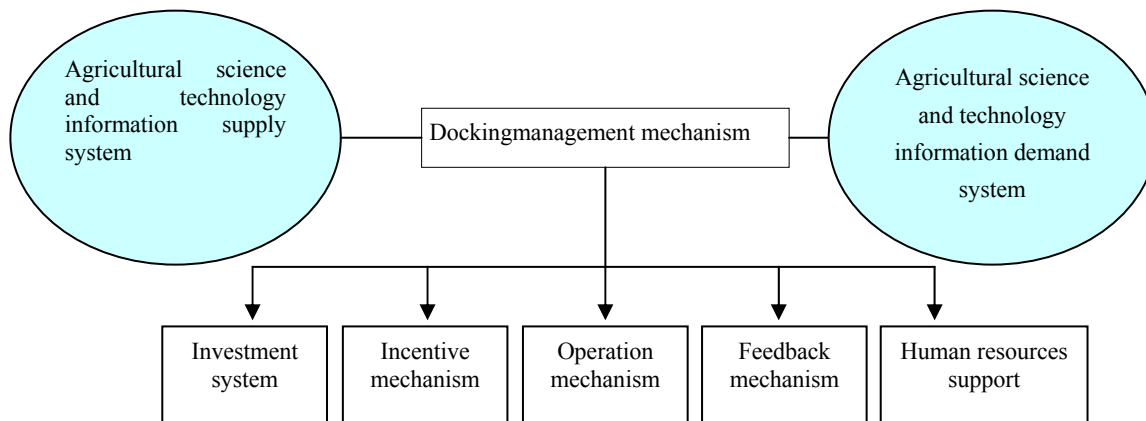 Agricultural science
and technology
information supply
system
Dockingmanagement mechanism
Agricultural science
and technology
information demand
system
Investment
system
Incentive
mechanism
Operation
mechanism
Feedback
mechanism
Human resources
support